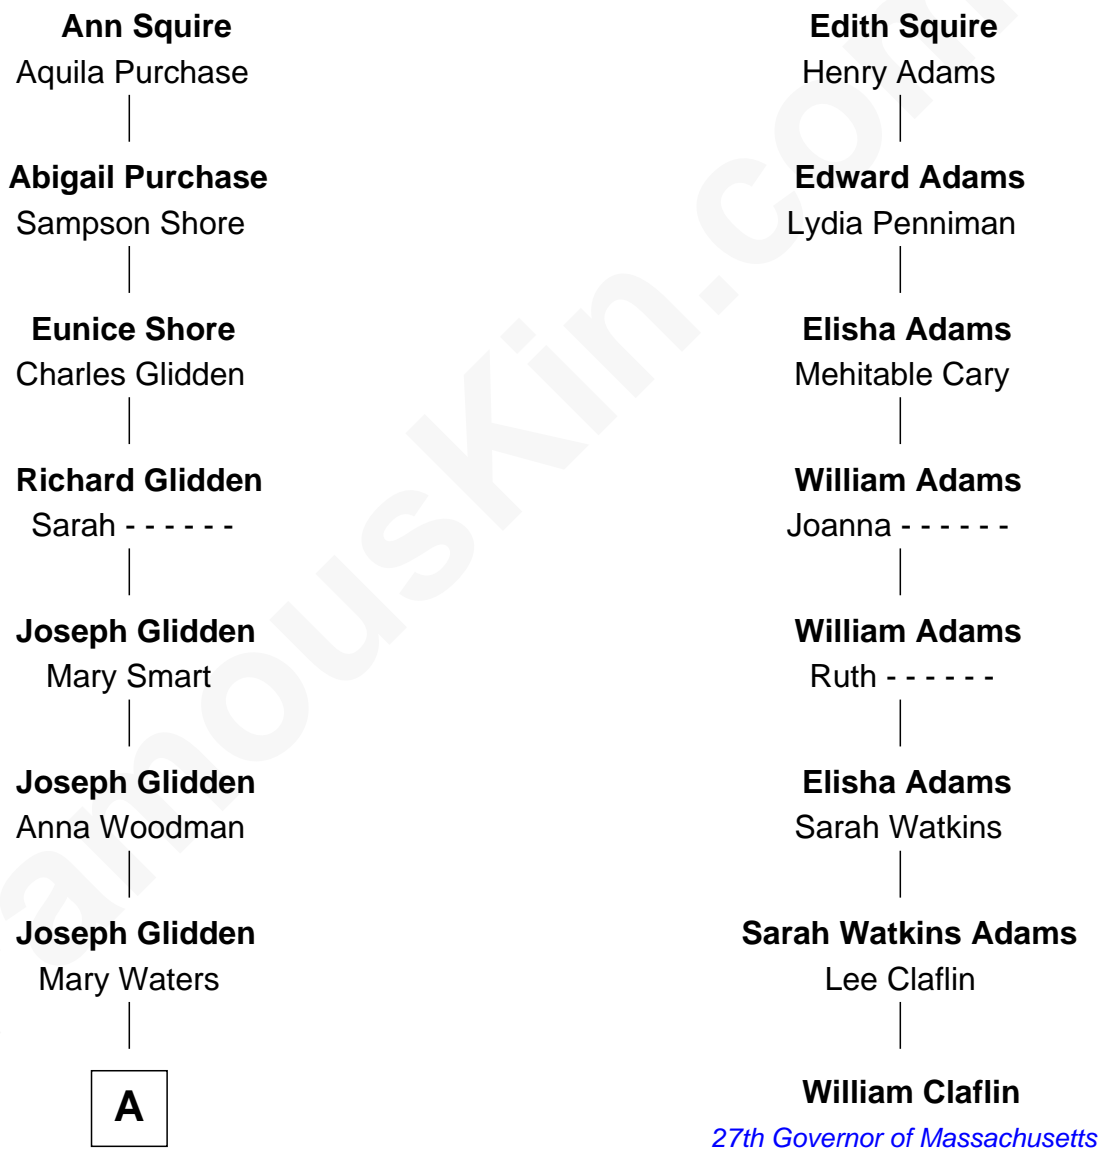 Ann Squire
Aquila Purchase
Abigail Purchase
Sampson Shore
Eunice Shore
Charles Glidden
Richard Glidden
Sarah - - - - - -
Joseph Glidden
Mary Smart
Joseph Glidden
Anna Woodman
Joseph Glidden
Mary Waters
A
Edith Squire
Henry Adams
Edward Adams
Lydia Penniman
Elisha Adams
Mehitable Cary
William Adams
Joanna - - - - - -
William Adams
Ruth - - - - - -
Elisha Adams
Sarah Watkins
Sarah Watkins Adams
Lee Claflin
William Claflin
27th Governor of Massachusetts
amouskin.com